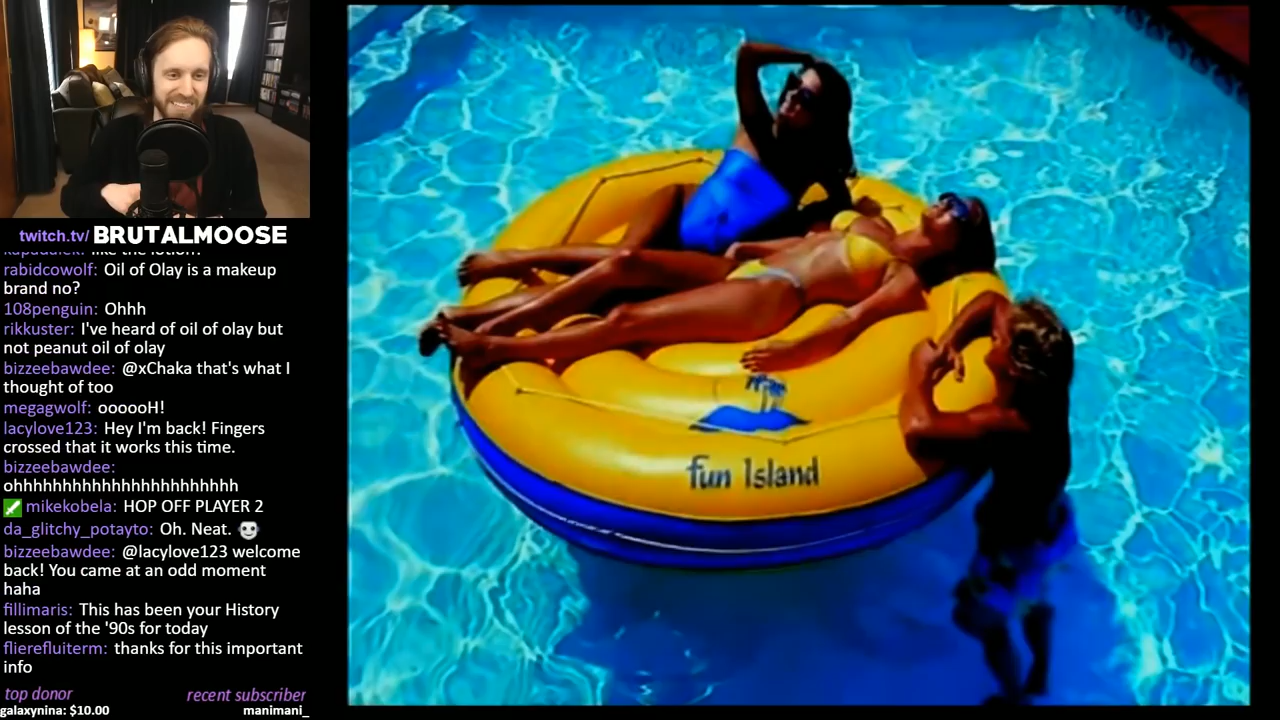 twitch.tv/BRUTALMOOSE
rabidcowolf: Oil of Olay is a makeup
brand no?
108penguin: Ohhh
rikkuster: I've heard of oil of olay but
not peanut oil of olay
bizzeebawdee: @xChaka that's what I
thought of too
megagwolf: oooooH!
lacylove123: Hey I'm back! Fingers
crossed that it works this time.
bizzeebawdee:
ohhhhhhhhhhhhhhhhhhhhhhh
mikekobela: HOP OFF PLAYER 2
da_glitchy_potayto: Oh. Neat.
bizzeebawdee: @lacylove123 welcome
back! You came at an odd moment
haha
fillimaris: This has been your History
lesson of the '90s for today
flierefluiterm: thanks for this important
info
top donor recent subscriber
galaxynina: $10.00 manimani_
fun Island